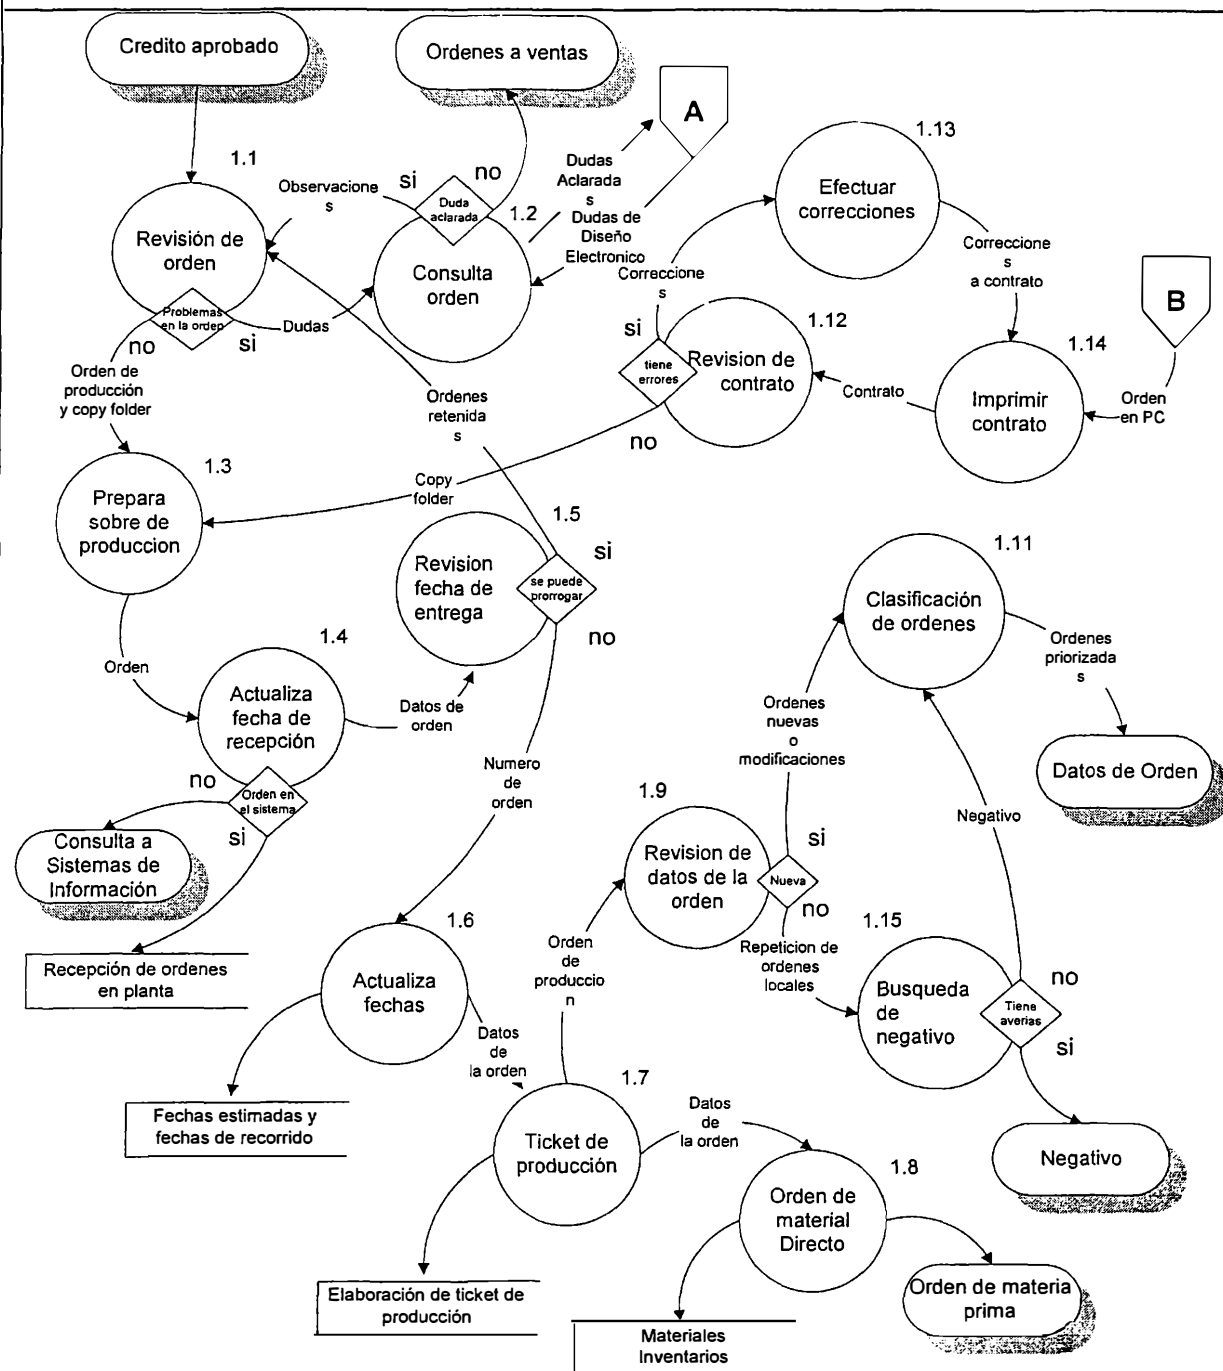 Credito aprobado
Ordenes a ventas
A
1.1
Observacione
s
si
no
Duda
aclarada
1.2
Dudas
Aclarada
s
Dudas de
Diseño
Electronico
1.13
Efectuar
correcciones
Revisión de
orden
Consulta
orden
Correccione
s
Correccione
s
a contrato
B
Problemas
en la orden
no
si
Dudas
si
1.12
1.14
tiene
errores
Revision de
contrato
Contrato
Imprimir
contrato
Orden
en PC
Orden de
producción
y copy folder
Ordenes
retenida
s
no
1.3
Copy
folder
Prepara
sobre de
produccion
1.5
si
Revision
fecha de
entrega
se puede
prorrogar
no
1.11
Clasificación
de ordenes
Ordenes
priorizada
s
Orden
1.4
Actualiza
fecha de
recepción
Datos de
orden
Ordenes
nuevas
o
modificaciones
Datos de Orden
no
Orden en
el sistema
si
Numero
de
orden
1.9
si
Negativo
Consulta a
Sistemas de
Información
Revision de
datos de la
orden
Nueva
no
1.15
1.6
Recepción de ordenes
en planta
Actualiza
fechas
Orden
de
produccio
n
Repeticion de
ordenes
locales
Busqueda
de
negativo
no
Tiene
averias
si
Datos
de
la orden
1.7
Fechas estimadas y
fechas de recorrido
Ticket de
producción
Datos
de
la orden
1.8
Negativo
Orden de
material
Directo
Elaboración de ticket de
producción
Orden de materia
prima
Materiales
Inventarios